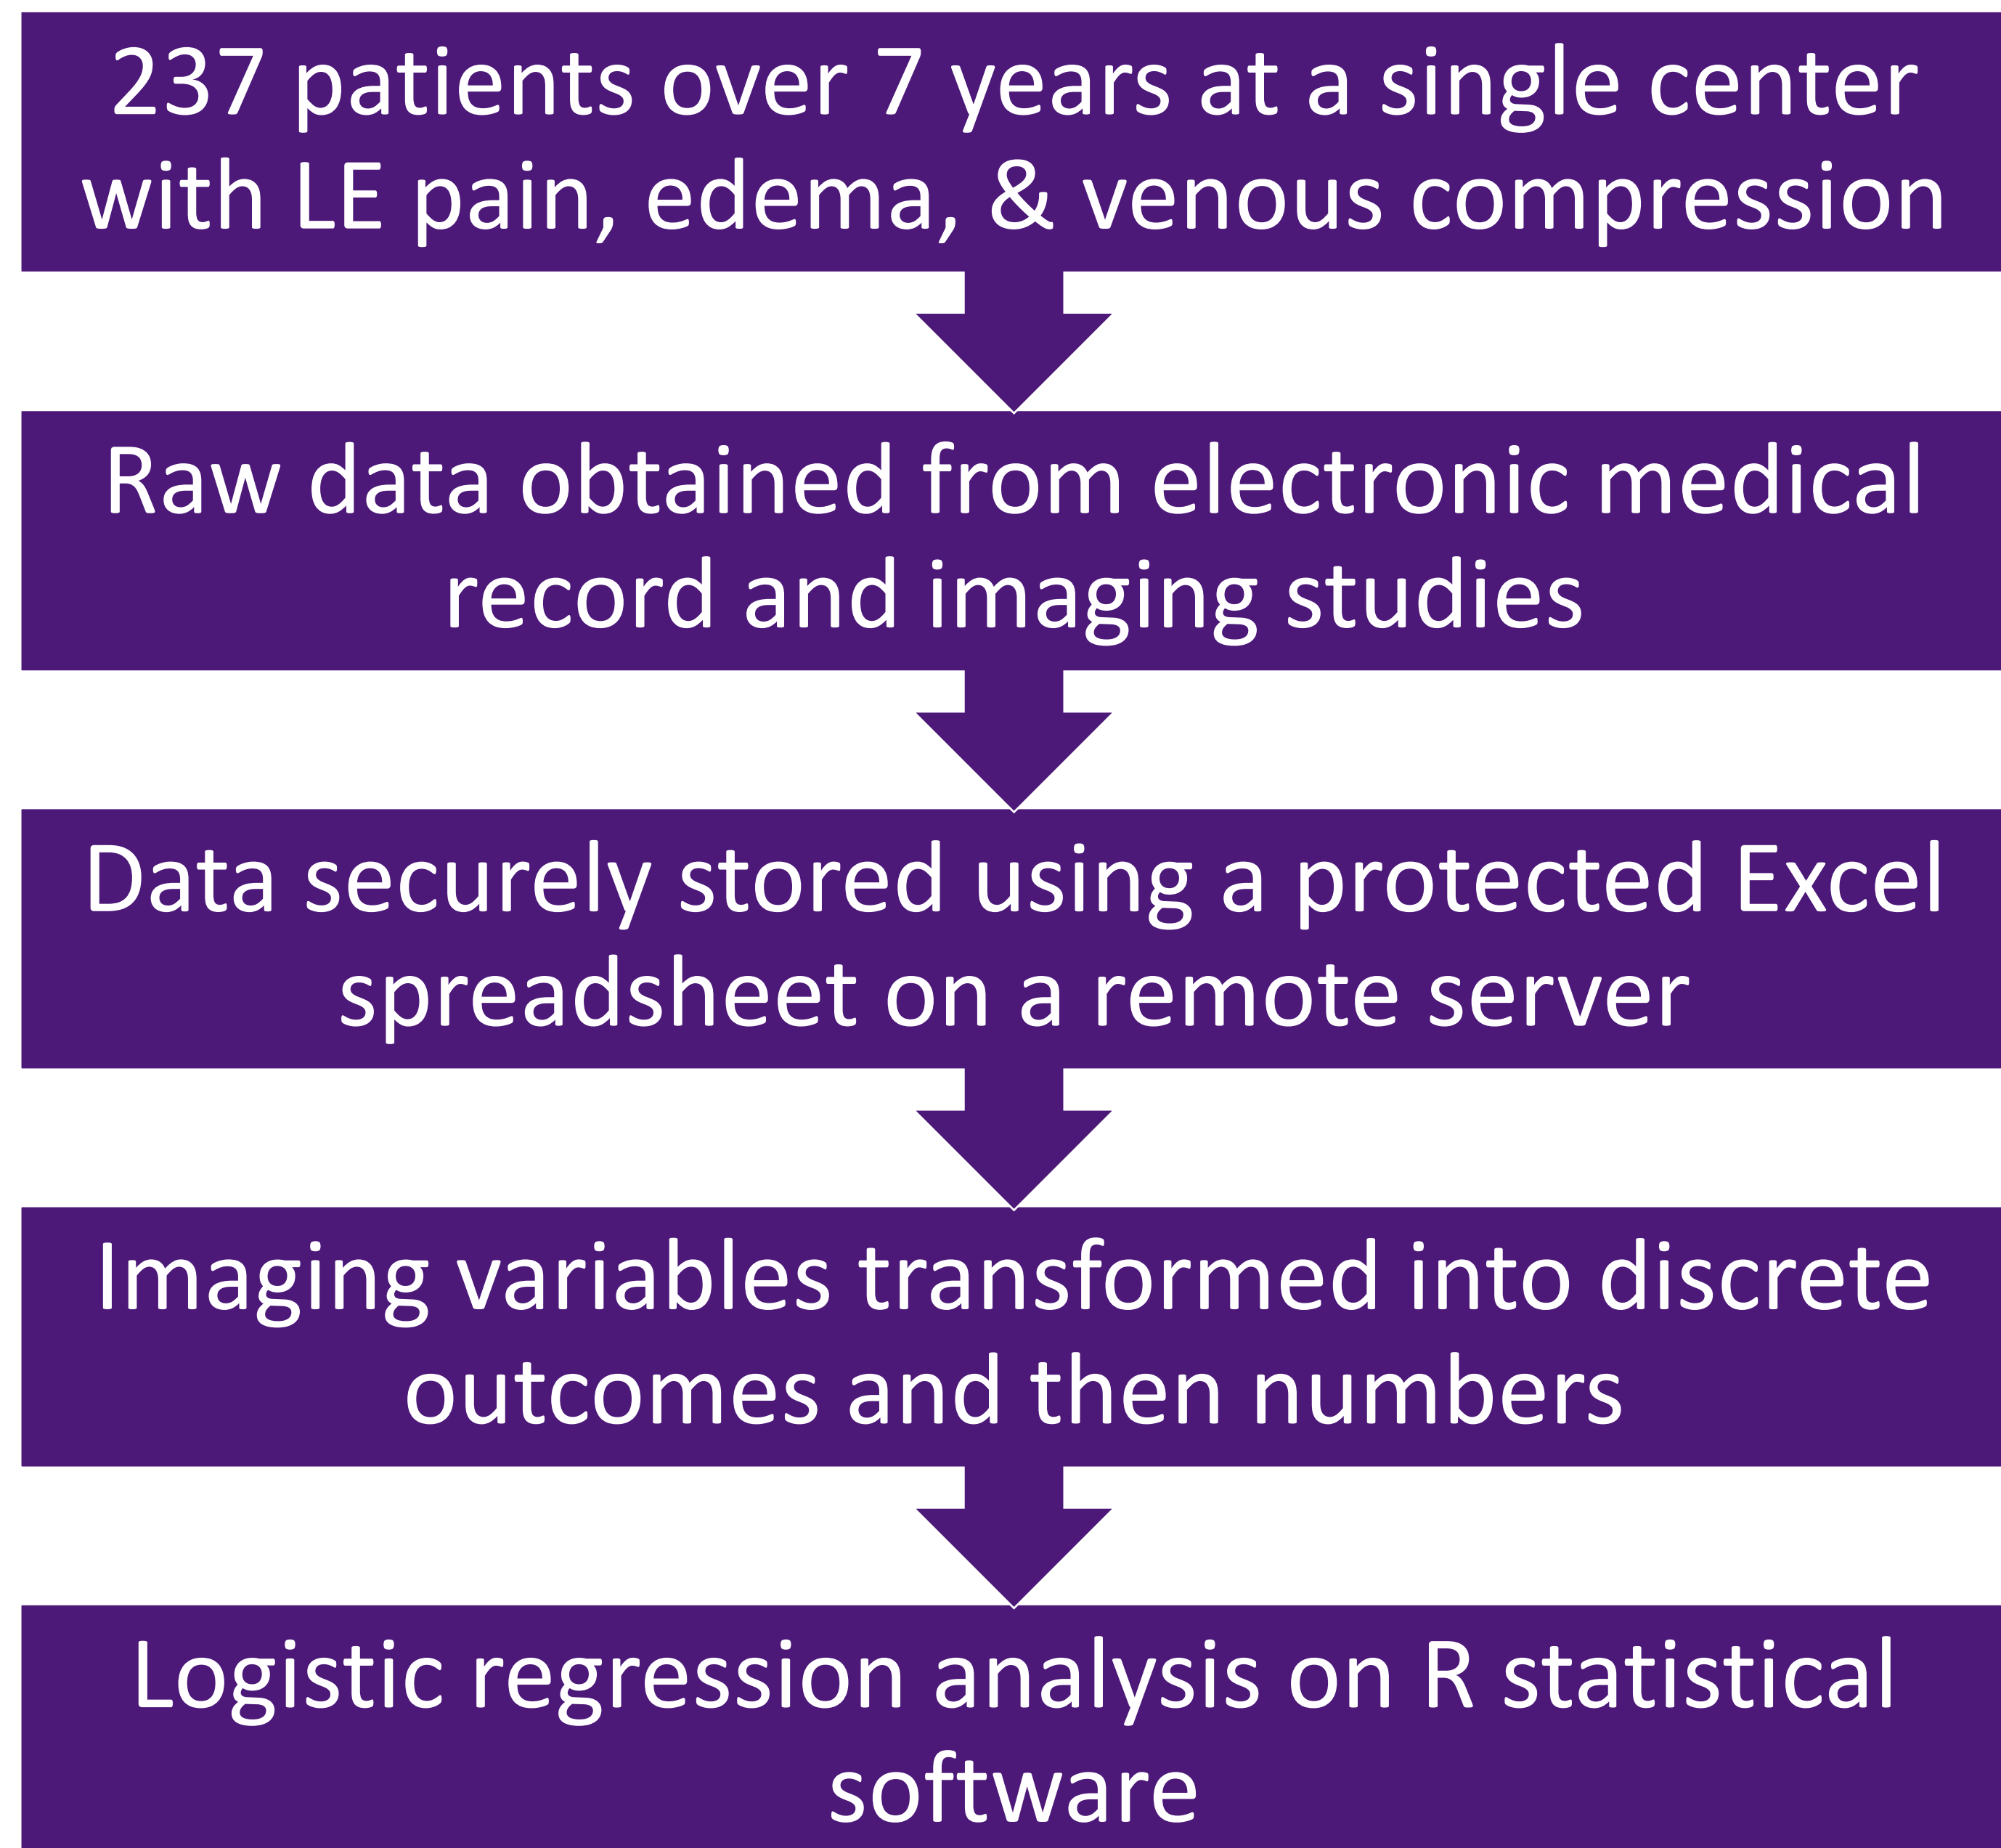 237 patients over 7 years at a single center
with LE pain, edema, & venous compression
Raw data obtained from electronic medical
record and imaging studies
Data securely stored using a protected Excel
spreadsheet on a remote server
Imaging variables transformed into discrete
outcomes and then numbers
Logistic regression analysis on R statistical
software